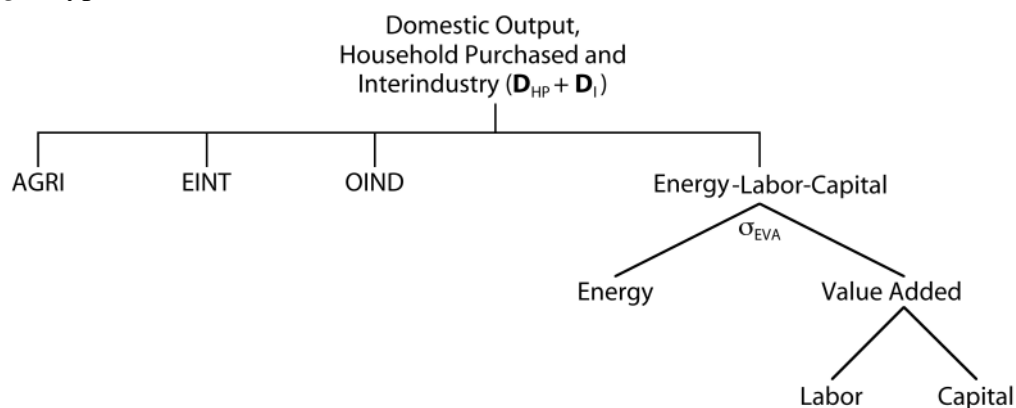 Domestic Output,
Household Purchased and
Interindustry (D_HP + D_I)
AGRI
EINT
OIND
Energy-Labor-Capital
σ_EVA
Energy
Value Added
Labor
Capital